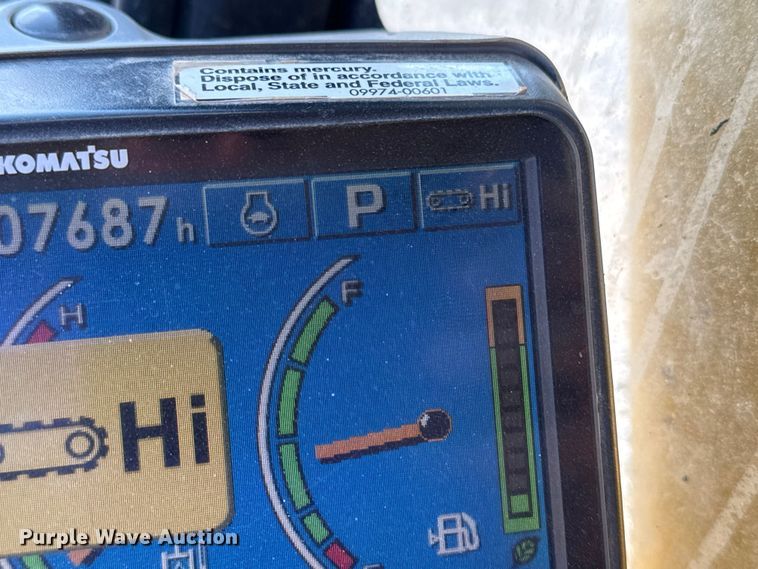 Contains mercury.
Dispose of in accordance with
Local, State and Federal Laws.
09974-00601
KOMATSU
07687 h
P
Hi
H
F
Hi
Purple Wave Auction